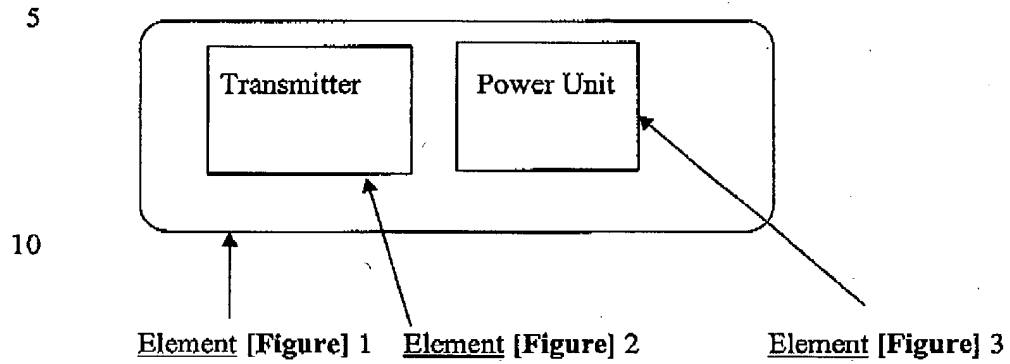 5
Transmitter Power Unit
10
Element [Figure] 1 Element [Figure] 2 Element [Figure] 3